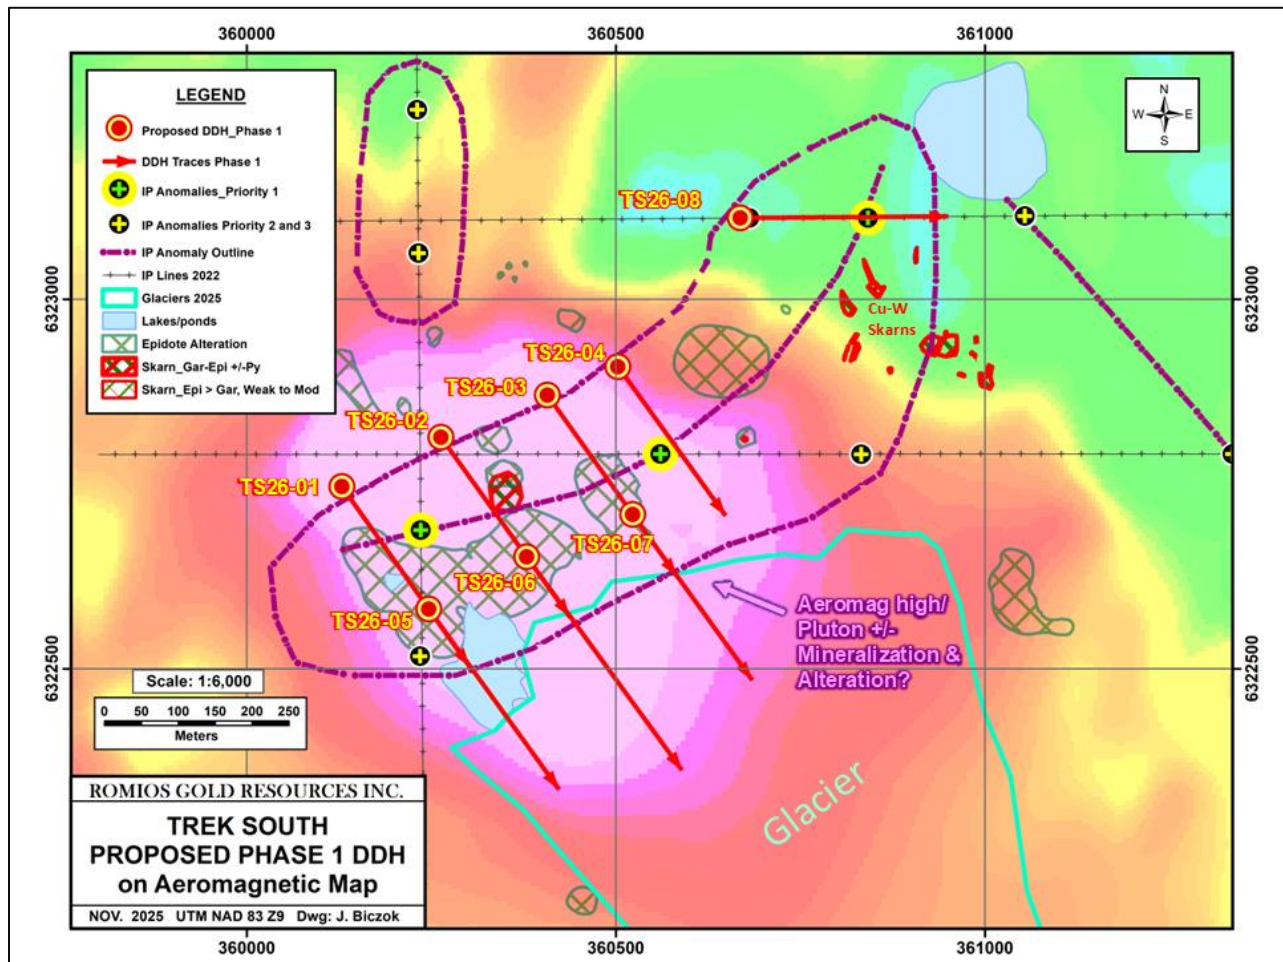 360000 360500 361000
LEGEND
Proposed DDH_Phase 1
DDH Traces Phase 1
IP Anomalies_Priority 1
IP Anomalies Priority 2 and 3
IP Anomaly Outline
IP Lines 2022
Glaciers 2025
Lakes/ponds
Epidote Alteration
Skarn_Gar-Epi +/-Py
Skarn_Epi > Gar, Weak to Mod
N
W E
S
TS26-08
6323000 6323000
Cu-W
Skarns
TS26-04
TS26-03
TS26-02
TS26-01
TS26-07
TS26-06
TS26-05
Aeromag high/
Pluton +/-
Mineralization &
Alteration?
6322500 6322500
Scale: 1:6,000
0 50 100 150 200 250
Meters
Glacier
ROMIOS GOLD RESOURCES INC.
TREK SOUTH
PROPOSED PHASE 1 DDH
on Aeromagnetic Map
NOV. 2025 UTM NAD 83 Z9 Dwg: J. Biczok
360000 360500 361000